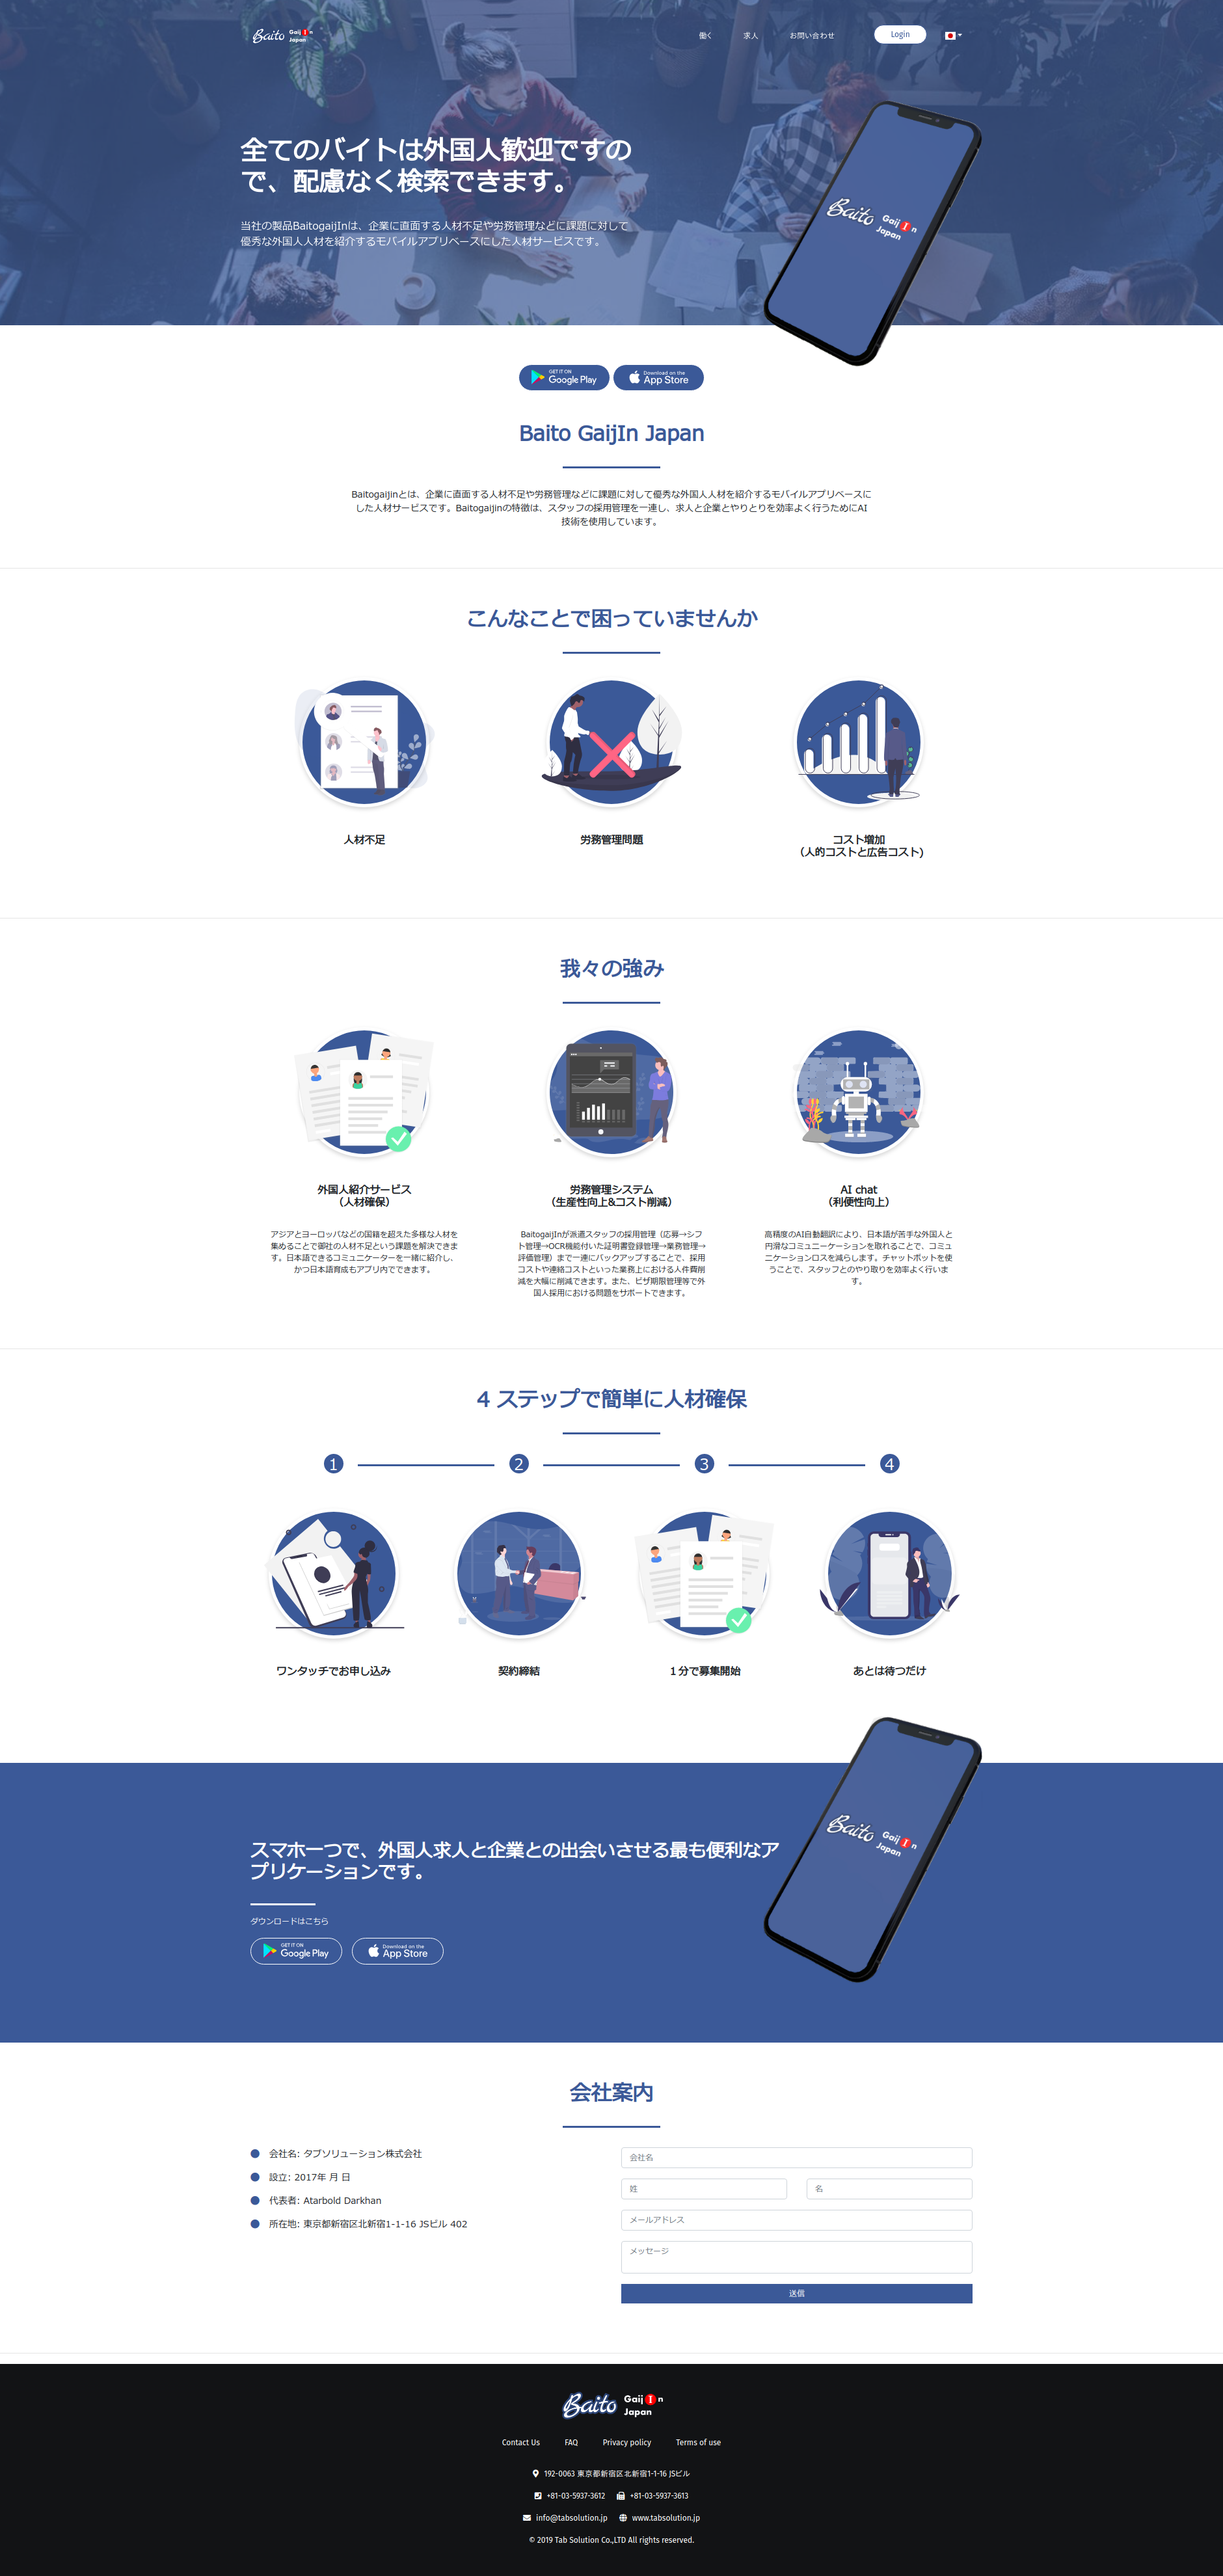 Baito GaijIn Japan
働く 求人 お問い合わせ Login
全てのバイトは外国人歓迎ですの
で、配慮なく検索できます。
当社の製品BaitogaijInは、企業に直面する人材不足や労務管理などに課題に対して
優秀な外国人人材を紹介するモバイルアプリベースにした人材サービスです。
Baito GaijIn Japan
GET IT ON Google Play
Download on the App Store
Baito GaijIn Japan
Baitogaijinとは、企業に直面する人材不足や労務管理などに課題に対して優秀な外国人人材を紹介するモバイルアプリベースに
した人材サービスです。Baitogaijinの特徴は、スタッフの採用管理を一連し、求人と企業とやりとりを効率よく行うためにAI
技術を使用しています。
こんなことで困っていませんか
人材不足
労務管理問題
コスト増加
（人的コストと広告コスト)
我々の強み
外国人紹介サービス
（人材確保）
アジアとヨーロッパなどの国籍を超えた多様な人材を
集めることで御社の人材不足という課題を解決できま
す。日本語できるコミュニケーターを一緒に紹介し、
かつ日本語育成もアプリ内でできます。
労務管理システム
（生産性向上&コスト削減）
BaitogaijInが派遣スタッフの採用管理（応募→シフ
ト管理→OCR機能付いた証明書登録管理→業務管理→
評価管理）まで一連にバックアップすることで、採用
コストや連絡コストといった業務上における人件費削
減を大幅に削減できます。また、ビザ期限管理等で外
国人採用における問題をサポートできます。
AI chat
（利便性向上）
高精度のAI自動翻訳により、日本語が苦手な外国人と
円滑なコミュニーケーションを取れることで、コミュ
ニケーションロスを減らします。チャットボットを使
うことで、スタッフとのやり取りを効率よく行いま
す。
4 ステップで簡単に人材確保
1 2 3 4
ワンタッチでお申し込み
契約締結
１分で募集開始
あとは待つだけ
スマホ一つで、外国人求人と企業との出会いさせる最も便利なア
プリケーションです。
ダウンロードはこちら
GET IT ON Google Play
Download on the App Store
Baito GaijIn Japan
会社案内
会社名: タブソリューション株式会社
設立: 2017年 月 日
代表者: Atarbold Darkhan
所在地: 東京都新宿区北新宿1-1-16 JSビル 402
会社名
姓 名
メールアドレス
メッセージ
送信
Baito GaijIn Japan
Contact Us FAQ Privacy policy Terms of use
192-0063 東京都新宿区北新宿1-1-16 JSビル
+81-03-5937-3612 +81-03-5937-3613
info@tabsolution.jp www.tabsolution.jp
© 2019 Tab Solution Co.,LTD All rights reserved.